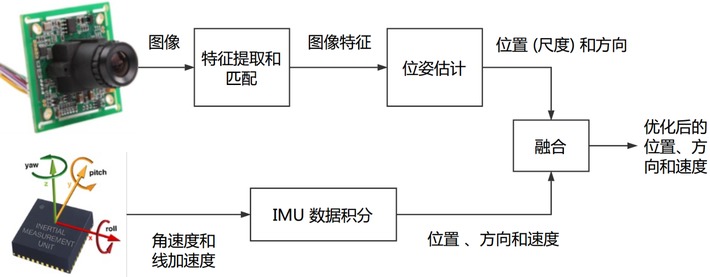 图像
特征提取和
匹配
图像特征
位姿估计
位置 (尺度) 和方向
融合
优化后的
位置、方
向和速度
yaw
pitch
z
y
x
roll
INERTIAL
MEASUREMENT
UNIT
角速度和
线加速度
IMU 数据积分
位置 、方向和速度